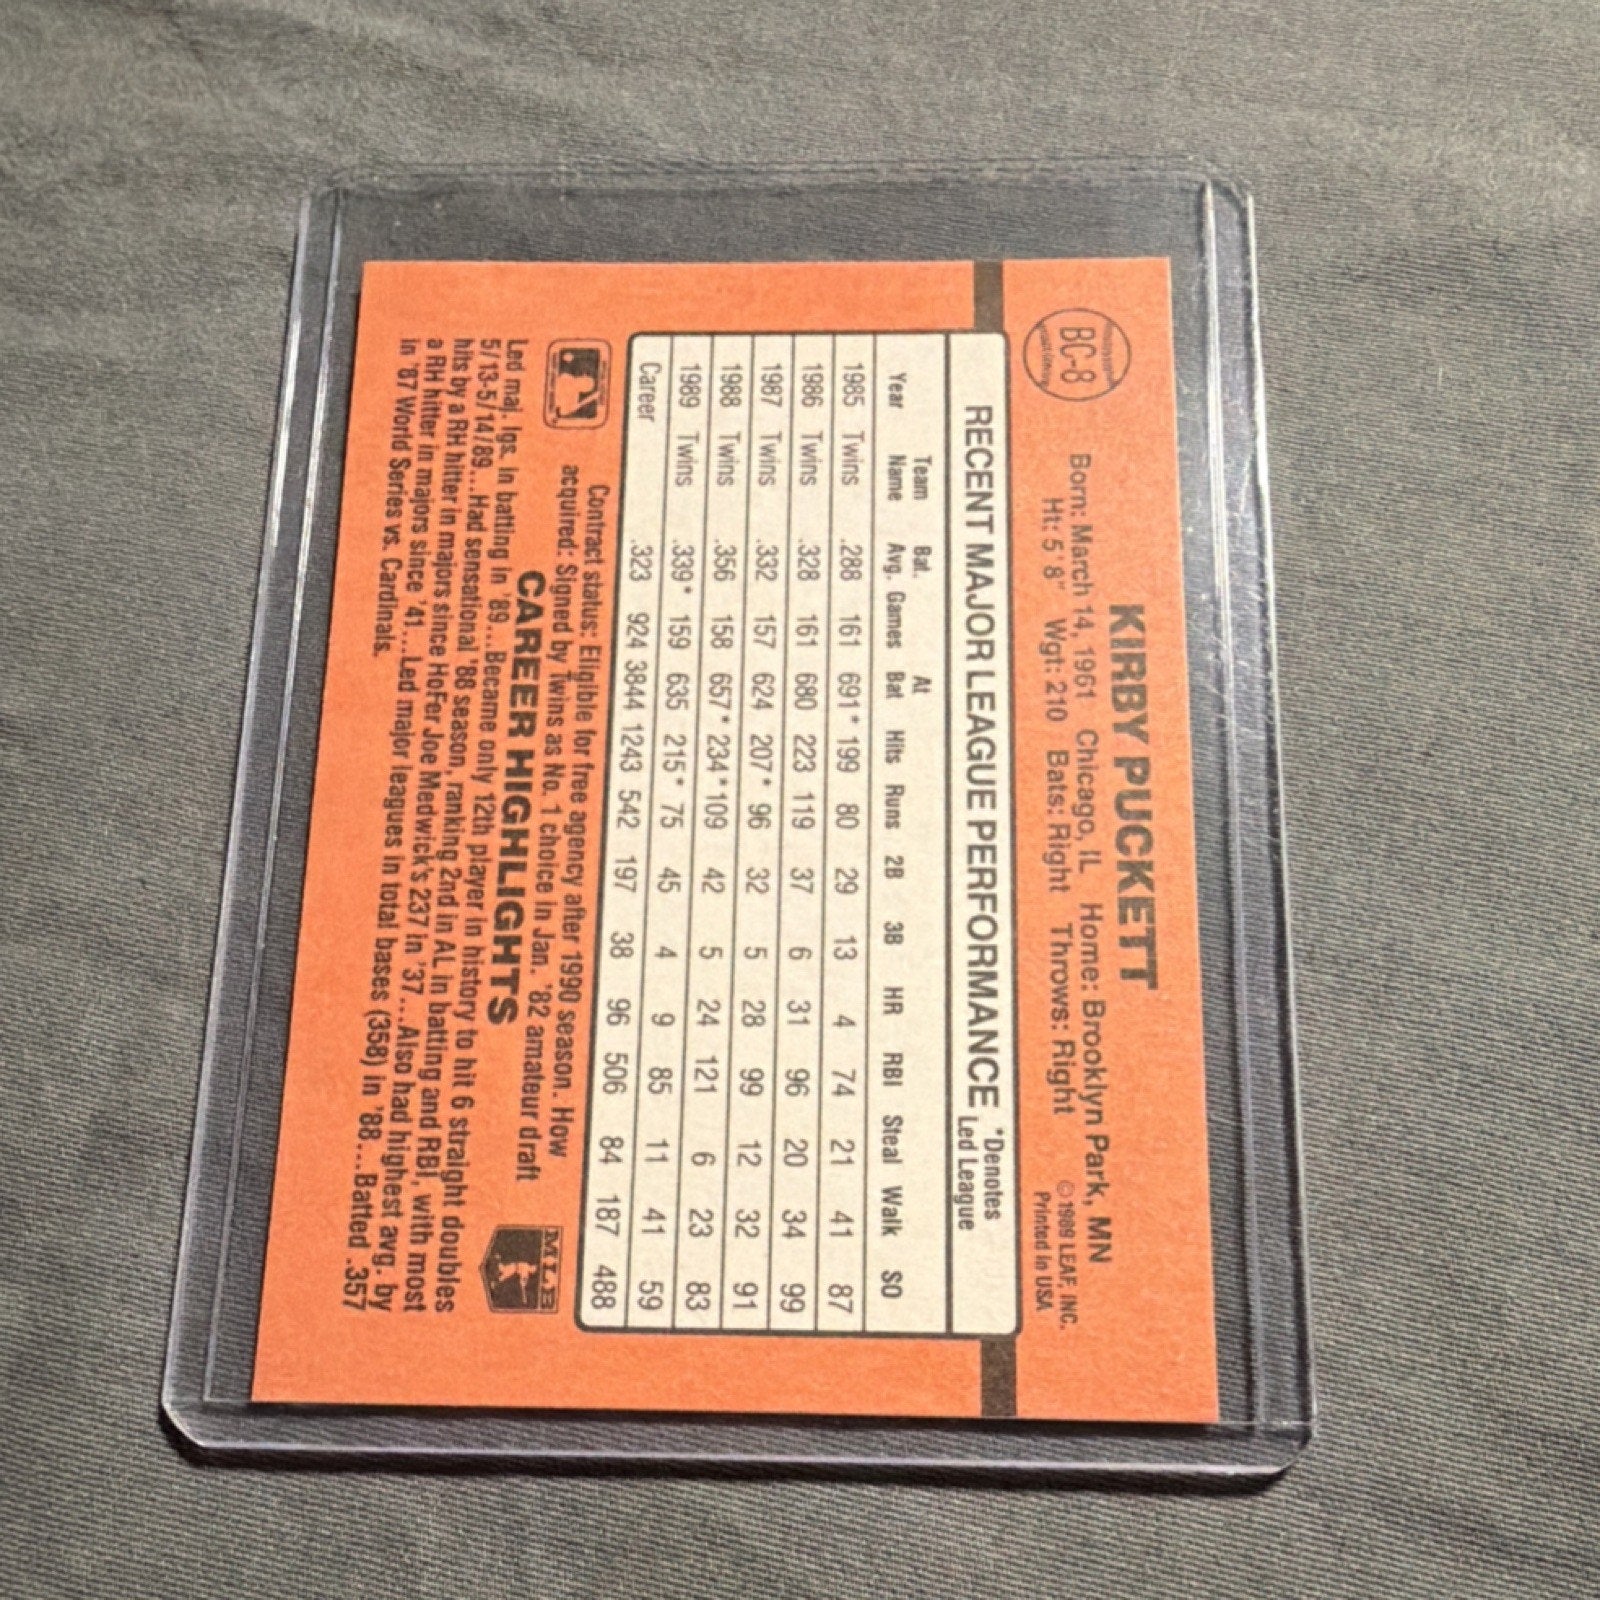 BC-8
KIRBY PUCKETT
Born: March 14, 1961 Chicago, IL Home: Brooklyn Park, MN
Ht: 5'8" Wgt: 210 Bats: Right Throws: Right
©1989 LEAF, INC.
Printed in USA
RECENT MAJOR LEAGUE PERFORMANCE *Denotes Led League
Year Team Name Bat. Avg. Games At Bat Hits Runs 2B 3B HR RBI Steal Walk SO
1985 Twins .288 161 691* 199 80 29 13 4 74 21 41 87
1986 Twins .328 161 680 223 119 37 6 31 96 20 34 99
1987 Twins .332 157 624 207* 96 32 5 28 99 12 32 91
1988 Twins .356 158 657* 234* 109 42 5 24 121 6 23 83
1989 Twins .339* 159 635 215* 75 45 4 9 85 11 41 59
Career .323 924 3844 1243 542 197 38 96 506 84 187 488
Contract status: Eligible for free agency after 1990 season. How
acquired: Signed by Twins as No. 1 choice in Jan. '82 amateur draft
CAREER HIGHLIGHTS
MLB
Led maj. lgs. in batting in '89...Became only 12th player in history to hit 6 straight doubles
5/13-5/14/89...Had sensational '88 season, ranking 2nd in AL in batting and RBI, with most
hits by a RH hitter in majors since HoFer Joe Medwick's 237 in '37...Also had highest avg. by
a RH hitter in majors since '41...Led major leagues in total bases (358) in '88...Batted .357
in '87 World Series vs. Cardinals.